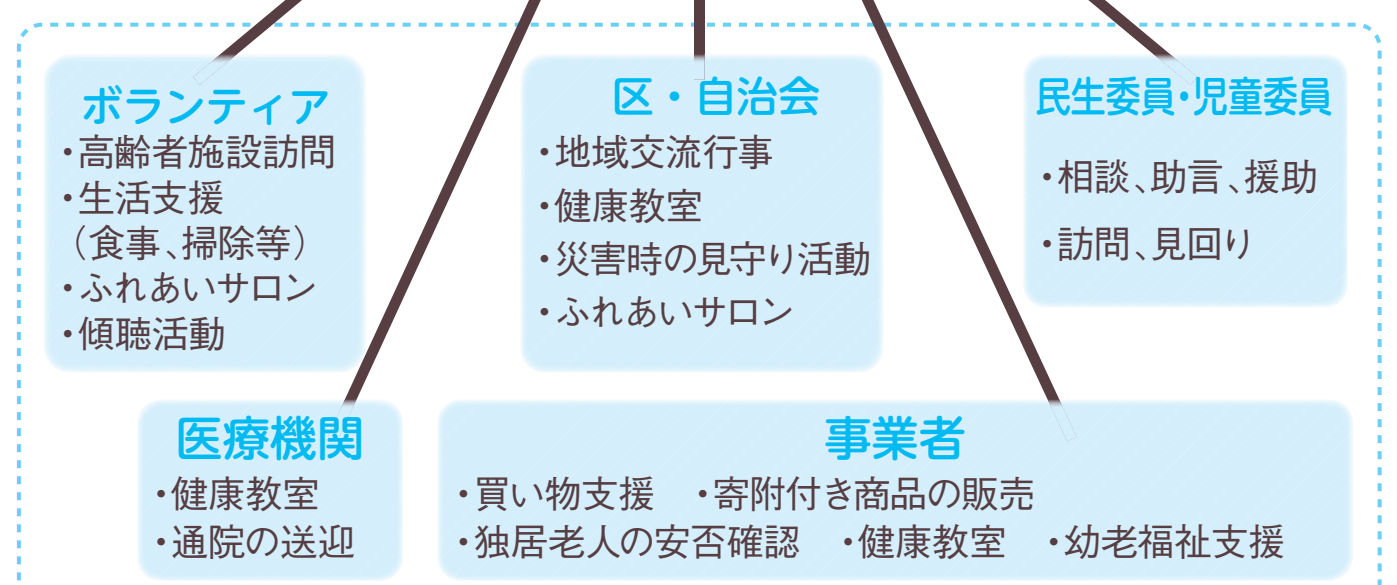 ボランティア
・高齢者施設訪問
・生活支援
（食事、掃除等）
・ふれあいサロン
・傾聴活動
区・自治会
・地域交流行事
・健康教室
・災害時の見守り活動
・ふれあいサロン
民生委員・児童委員
・相談、助言、援助
・訪問、見回り
医療機関
・健康教室
・通院の送迎
事業者
・買い物支援　・寄附付き商品の販売
・独居老人の安否確認　・健康教室　・幼老福祉支援